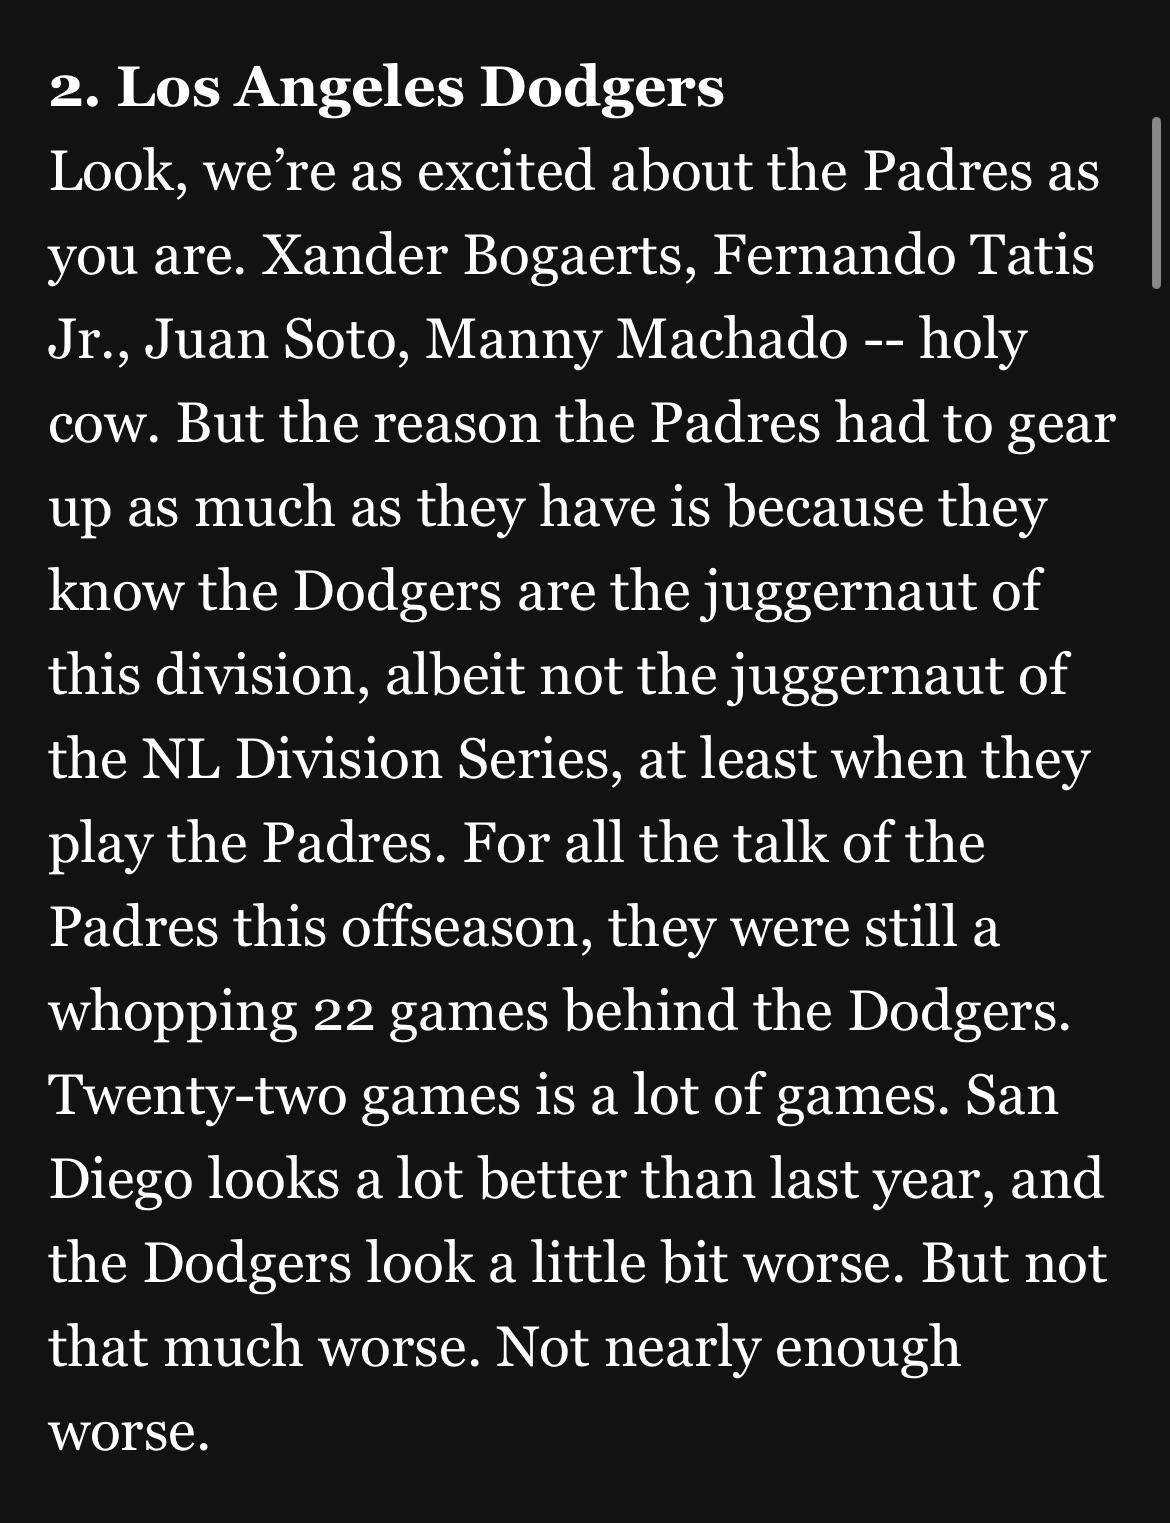 2. Los Angeles Dodgers
Look, we’re as excited about the Padres as
you are. Xander Bogaerts, Fernando Tatis
Jr., Juan Soto, Manny Machado -- holy
cow. But the reason the Padres had to gear
up as much as they have is because they
know the Dodgers are the juggernaut of
this division, albeit not the juggernaut of
the NL Division Series, at least when they
play the Padres. For all the talk of the
Padres this offseason, they were still a
whopping 22 games behind the Dodgers.
Twenty-two games is a lot of games. San
Diego looks a lot better than last year, and
the Dodgers look a little bit worse. But not
that much worse. Not nearly enough
worse.